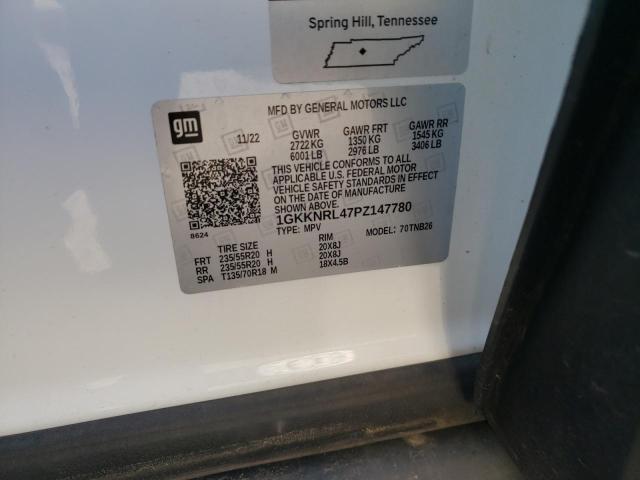 Spring Hill, Tennessee
gm
MFD BY GENERAL MOTORS LLC
11/22 GVWR GAWR FRT GAWR RR
2722 KG 1350 KG 1545 KG
6001 LB 2976 LB 3406 LB
THIS VEHICLE CONFORMS TO ALL
APPLICABLE U.S. FEDERAL MOTOR
VEHICLE SAFETY STANDARDS IN EFFECT
ON THE DATE OF MANUFACTURE
SHOWN ABOVE.
1GKKNRL47PZ147780
8624 TYPE: MPV MODEL: 70TNB26
TIRE SIZE RIM
FRT 235/55R20 H 20X8J
RR 235/55R20 H 20X8J
SPA T135/70R18 M 18X4.5B